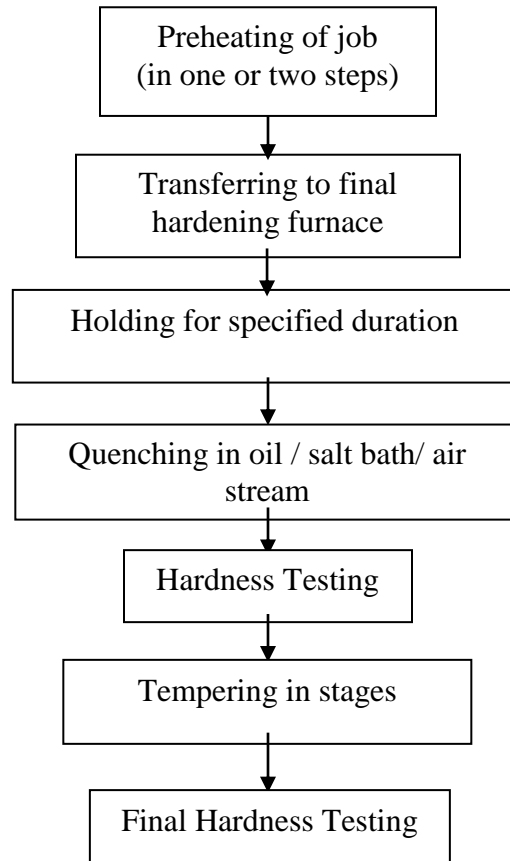 Preheating of job
(in one or two steps)
Transferring to final
hardening furnace
Holding for specified duration
Quenching in oil / salt bath/ air
stream
Hardness Testing
Tempering in stages
Final Hardness Testing